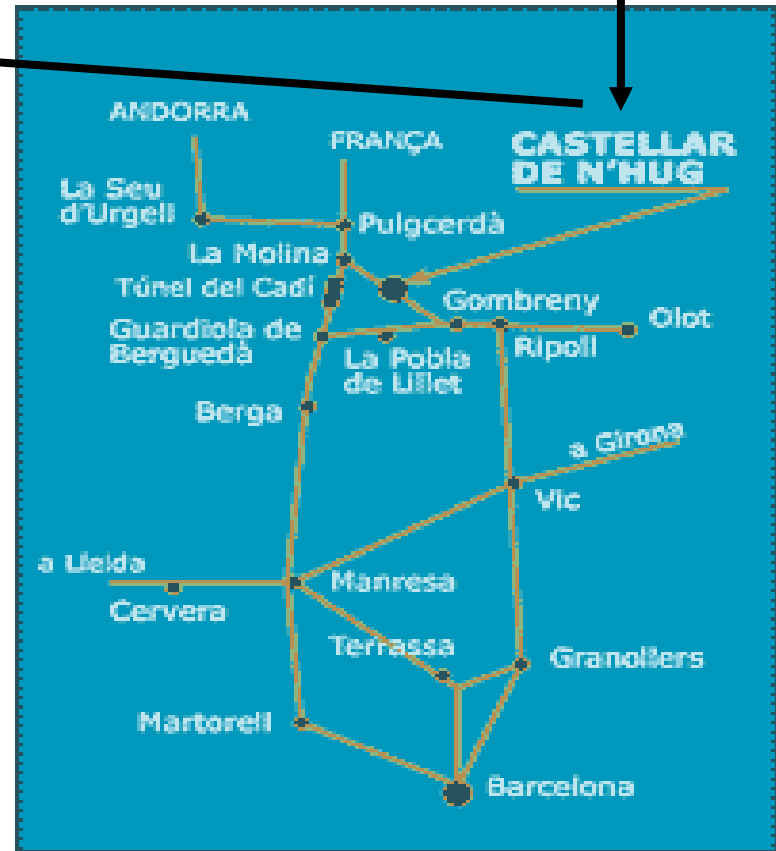 ANDORRA
FRANÇA
CASTELLAR
DE N'HUG
La Seu
d'Urgell
Puigcerdà
La Molina
Túnel del Cadí
Gombreny
Olot
Guardiola de
Berguedà
Ripoll
La Pobla
de Lillet
Berga
a Girona
Vic
a Lleida
Manresa
Cervera
Terrassa
Granollers
Martorell
Barcelona